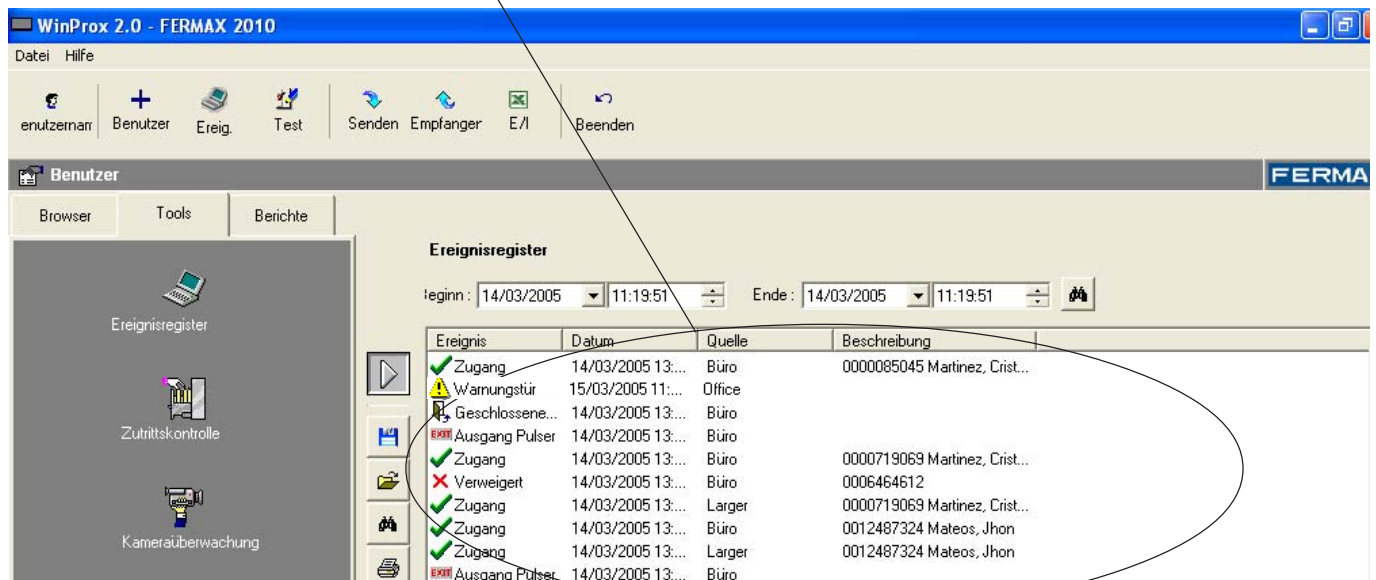 WinProx 2.0 - FERMAX 2010
Datei Hilfe
enutzernam Benutzer Ereig. Test Senden Empfanger E/I Beenden
Benutzer FERMA
Browser Tools Berichte
Ereignisregister
Beginn : 14/03/2005 11:19:51 Ende : 14/03/2005 11:19:51
Ereignisregister
Ereignis Datum Quelle Beschreibung
Zugang 14/03/2005 13:... Büro 0000085045 Martinez, Crist...
Warnungstür 15/03/2005 11:... Office
Geschlossene... 14/03/2005 13:... Büro
EXIT Ausgang Pulser 14/03/2005 13:... Büro
Zutrittskontrolle
Zugang 14/03/2005 13:... Büro 0000719069 Martinez, Crist...
Verweigert 14/03/2005 13:... Büro 0006464612
Zugang 14/03/2005 13:... Larger 0000719069 Martinez, Crist...
Zugang 14/03/2005 13:... Büro 0012487324 Mateos, Jhon
Kameraüberwachung
Zugang 14/03/2005 13:... Larger 0012487324 Mateos, Jhon
EXIT Ausgang Pulser 14/03/2005 13:... Büro